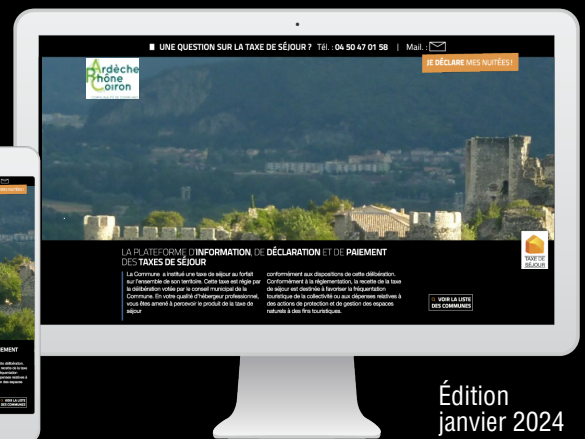 UNE QUESTION SUR LA TAXE DE SÉJOUR ? Tél. : 04 50 47 01 58 | Mail. :
JE DÉCLARE MES NUITÉES !
Ardèche
Rhône
Coiron
LA PLATEFORME D'INFORMATION, DE DÉCLARATION ET DE PAIEMENT
DES TAXES DE SÉJOUR
La Commune a institué une taxe de séjour au forfait
sur l'ensemble de son territoire. Cette taxe est régie par
la délibération votée par le conseil municipal de la
Commune. En votre qualité d'hébergeur professionnel,
vous êtes amené à percevoir le produit de la taxe de
séjour
conformément aux dispositions de cette délibération.
Conformément à la réglementation, la recette de la taxe
de séjour est destinée à favoriser la fréquentation
touristique de la collectivité ou aux dépenses relatives à
des actions de protection et de gestion des espaces
naturels à des fins touristiques.
TAXE DE
SÉJOUR
VOIR LA LISTE
DES COMMUNES
EMENT
VOIR LA LISTE
DES COMMUNES
Édition
janvier 2024